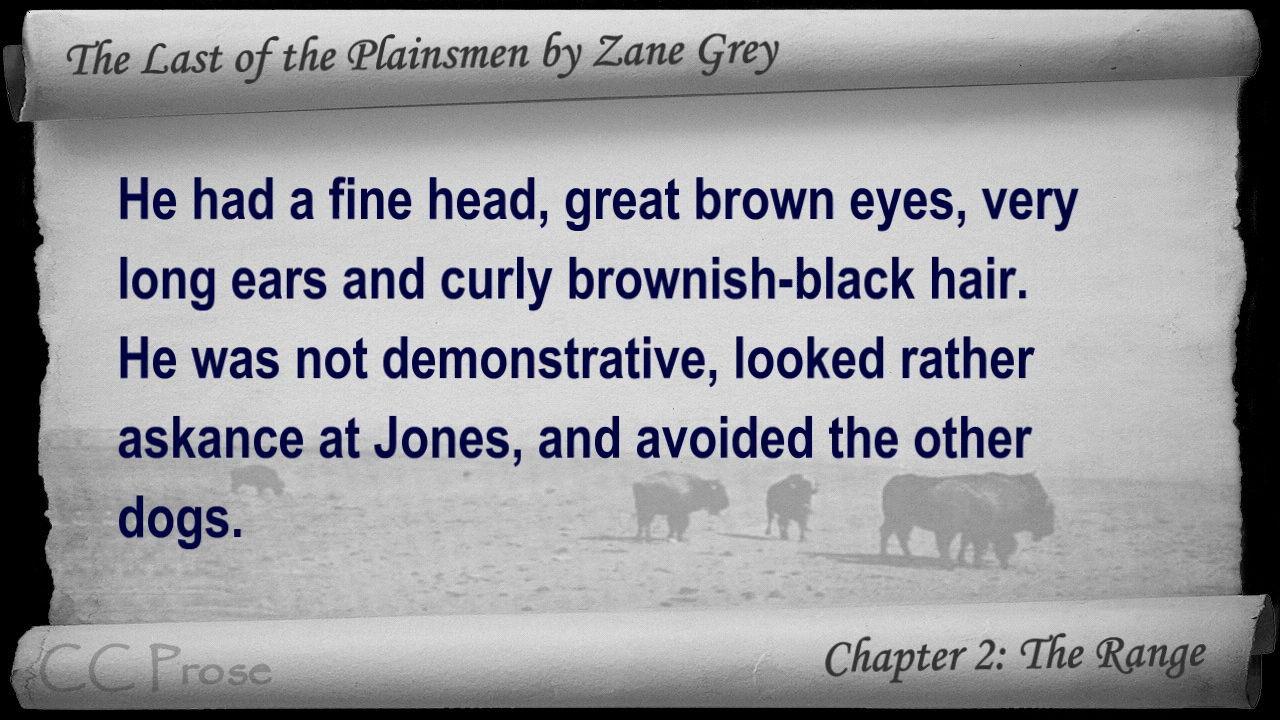 The Last of the Plainsmen by Zane Grey
He had a fine head, great brown eyes, very
long ears and curly brownish-black hair.
He was not demonstrative, looked rather
askance at Jones, and avoided the other
dogs.
CC Prose
Chapter 2: The Range